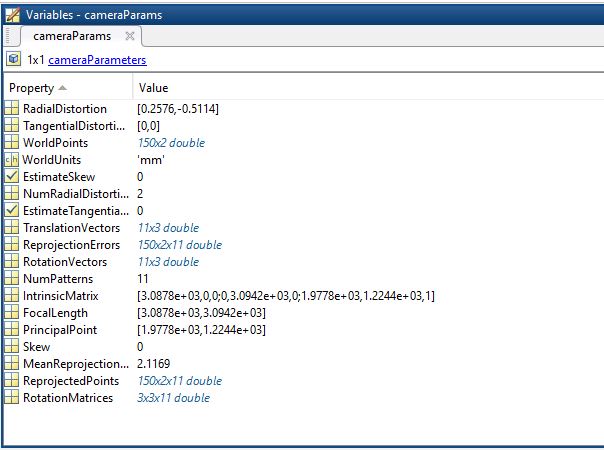 Variables - cameraParams
cameraParams
1x1 cameraParameters
Property Value
RadialDistortion [0.2576,-0.5114]
TangentialDistorti... [0,0]
WorldPoints 150x2 double
WorldUnits 'mm'
EstimateSkew 0
NumRadialDistorti... 2
EstimateTangentia... 0
TranslationVectors 11x3 double
ReprojectionErrors 150x2x11 double
RotationVectors 11x3 double
NumPatterns 11
IntrinsicMatrix [3.0878e+03,0,0;0,3.0942e+03,0;1.9778e+03,1.2244e+03,1]
FocalLength [3.0878e+03,3.0942e+03]
PrincipalPoint [1.9778e+03,1.2244e+03]
Skew 0
MeanReprojection... 2.1169
ReprojectedPoints 150x2x11 double
RotationMatrices 3x3x11 double